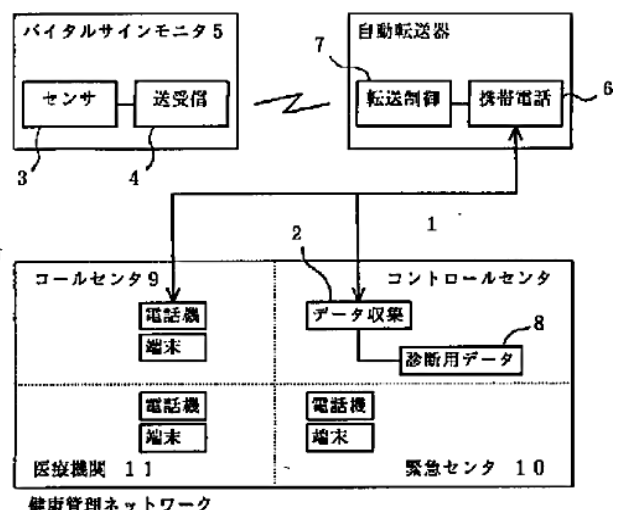 バイタルサインモニタ5
センサ
送受信
3
4
自動転送器
7
転送制御
携帯電話
6
1
コールセンタ9
電話機
端末
2
コントロールセンタ
データ収集
8
診断用データ
電話機
端末
医療機関 11
電話機
端末
緊急センタ 10
健康管理ネットワーク